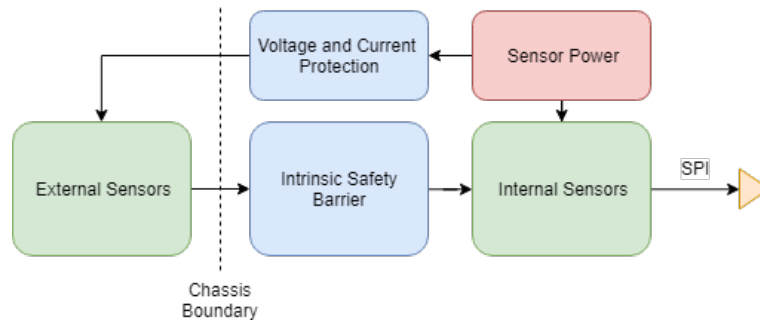 Voltage and Current
Protection
Sensor Power
External Sensors
Intrinsic Safety
Barrier
Internal Sensors
SPI
Chassis
Boundary